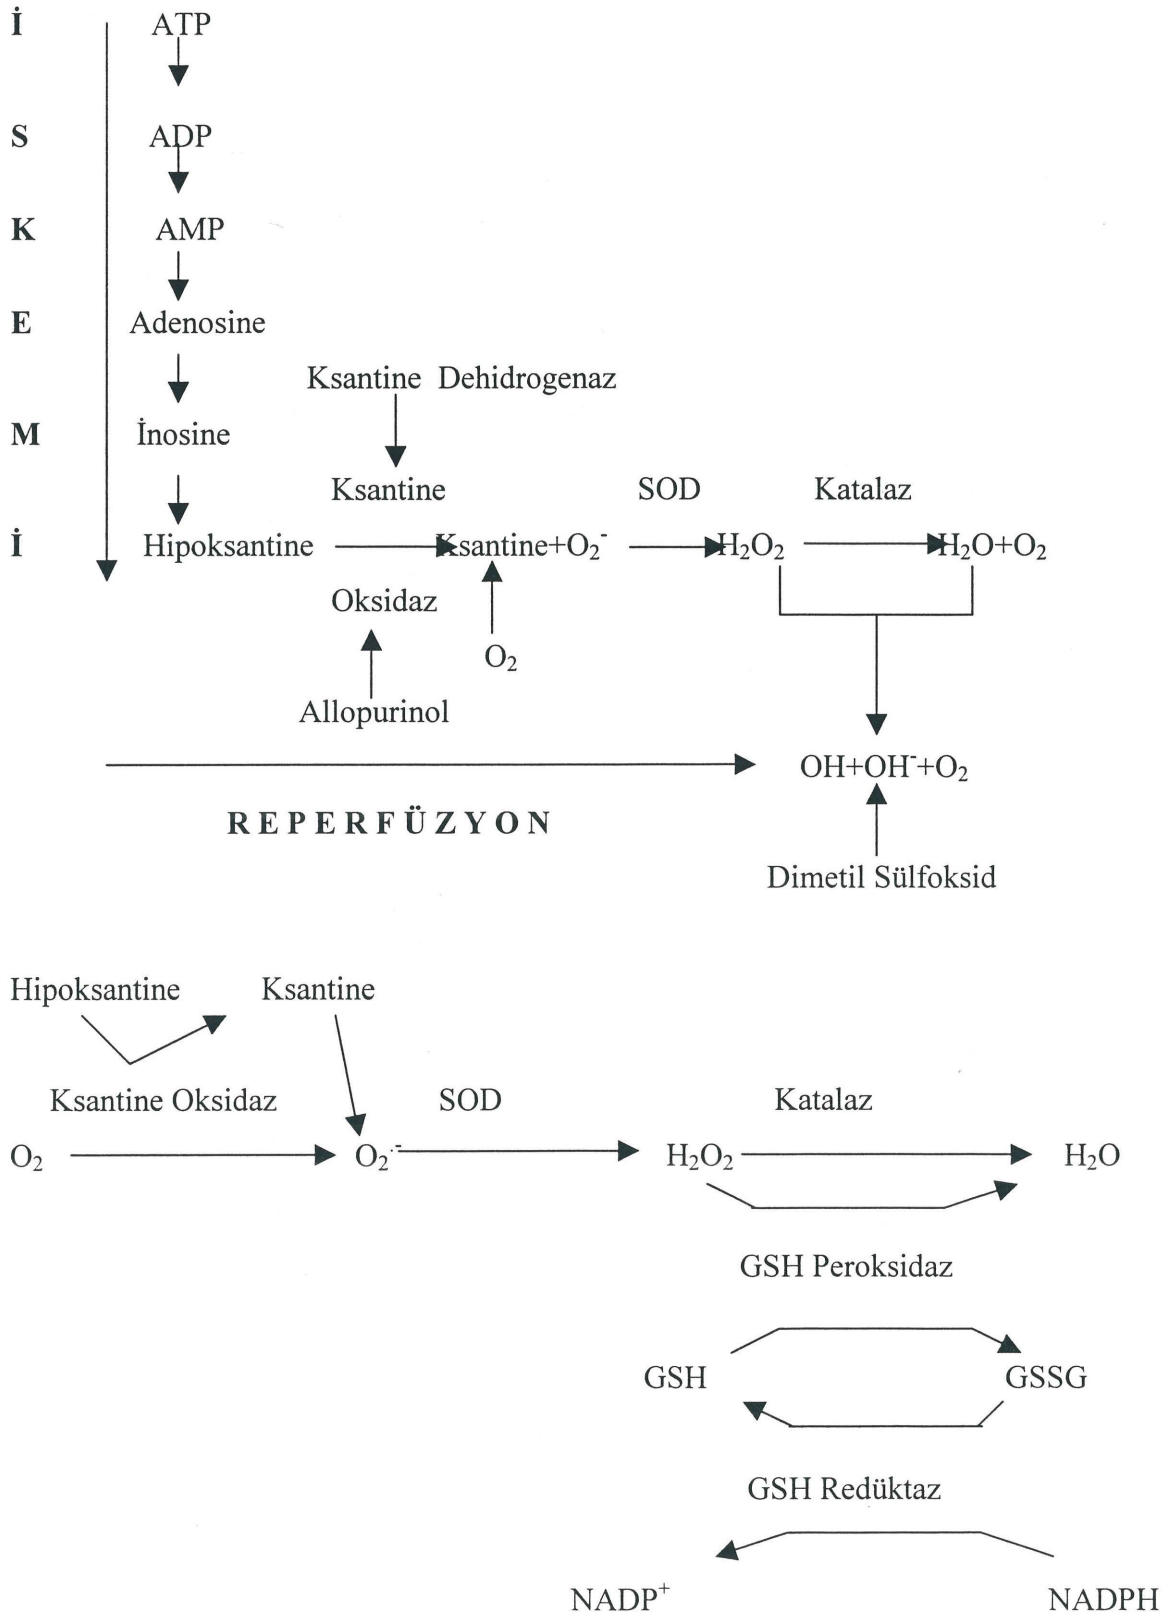 İ ATP
S ADP
K AMP
E Adenosine
Ksantine Dehidrogenaz
M İnosine
Ksantine SOD Katalaz
İ Hipoksantine Ksantine+O₂⁻ H₂O₂ H₂O+O₂
Oksidaz
O₂
Allopurinol
OH+OH⁻+O₂
REPERFÜZYON
Dimetil Sülfoksid
Hipoksantine Ksantine
Ksantine Oksidaz SOD Katalaz
O₂ O₂·⁻ H₂O₂ H₂O
GSH Peroksidaz
GSH GSSG
GSH Redüktaz
NADP⁺ NADPH